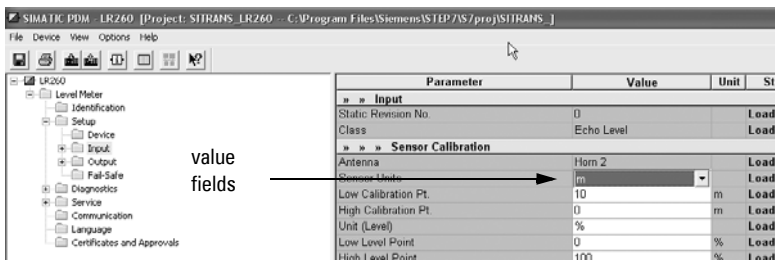 SIMATIC PDM - LR260 [Project: SITRANS_LR260 -- C:\Program Files\Siemens\STEP7\S7proj\SITRANS_]
File Device View Options Help
LR260
Level Meter
Identification
Setup
Device
Input
Output
Fail-Safe
Diagnostics
Service
Communication
Language
Certificates and Approvals
value
fields
Parameter Value Unit St
» » Input
Static Revision No. 0 Load
Class Echo Level Load
» » » Sensor Calibration
Antenna Horn 2 Load
Sensor Units m Load
Low Calibration Pt. 10 m Load
High Calibration Pt. 0 m Load
Unit (Level) % Load
Low Level Point 0 % Load
High Level Point 100 % Load